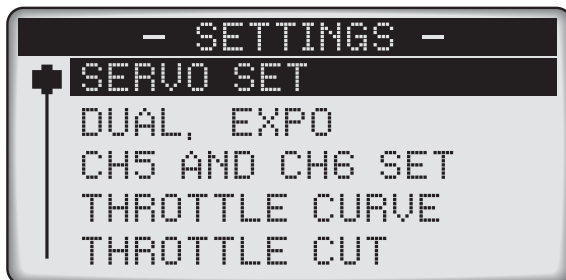 — SETTINGS —
SERVO SET
DUAL, EXPO
CH5 AND CH6 SET
THROTTLE CURVE
THROTTLE CUT